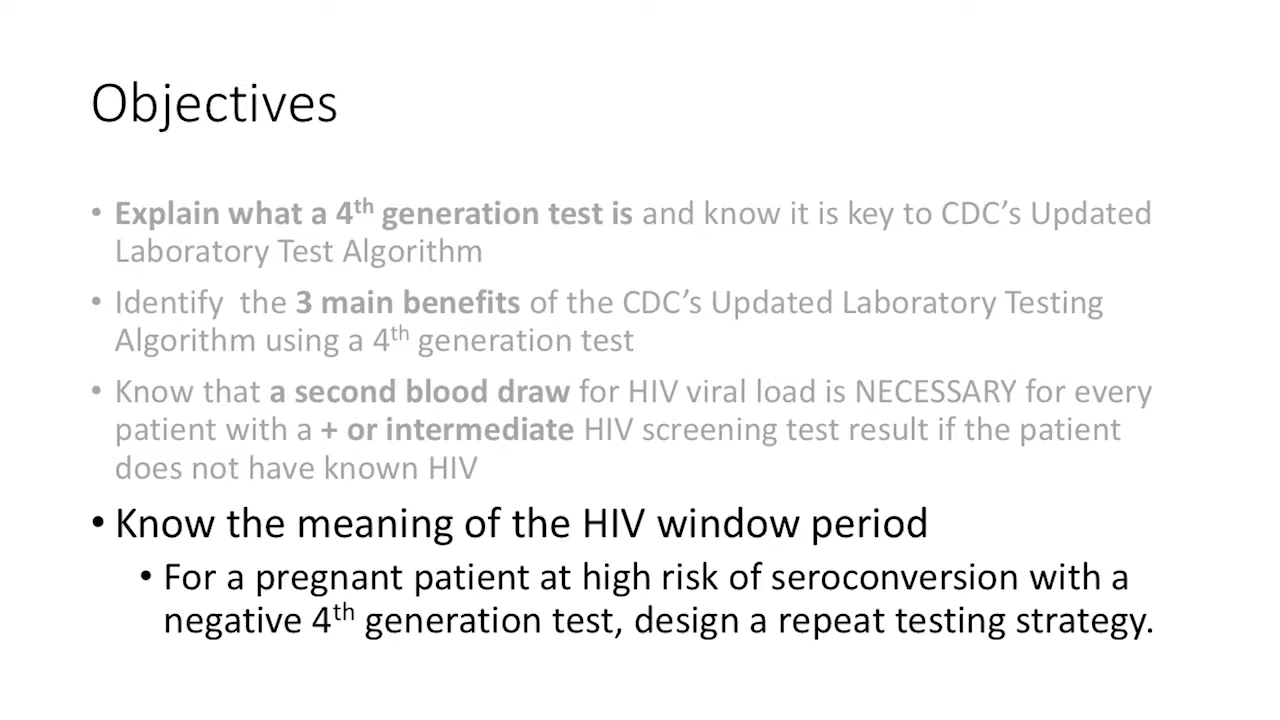 Objectives
• Explain what a 4th generation test is and know it is key to CDC’s Updated
Laboratory Test Algorithm
• Identify  the 3 main benefits of the CDC’s Updated Laboratory Testing
Algorithm using a 4th generation test
• Know that a second blood draw for HIV viral load is NECESSARY for every
patient with a + or intermediate HIV screening test result if the patient
does not have known HIV
• Know the meaning of the HIV window period
• For a pregnant patient at high risk of seroconversion with a
negative 4th generation test, design a repeat testing strategy.